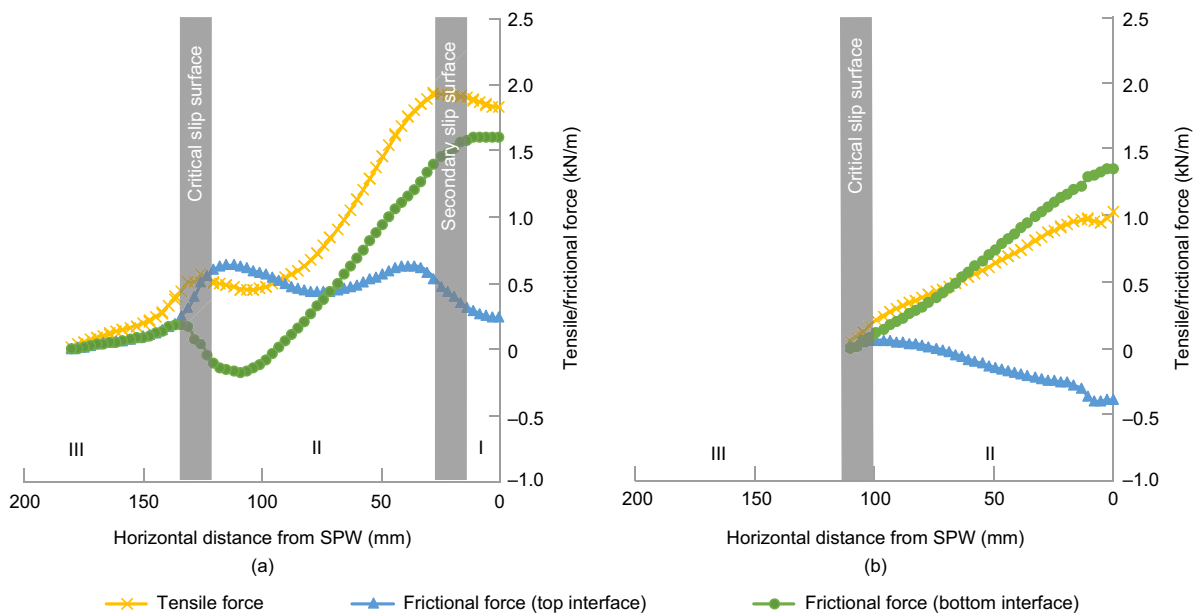 2.5
2.0
1.5
1.0
0.5
0
–0.5
–1.0
Tensile/frictional force (kN/m)
Critical slip surface
Secondary slip surface
III
II
I
200
150
100
50
0
Horizontal distance from SPW (mm)
(a)
2.5
2.0
1.5
1.0
0.5
0
–0.5
–1.0
Tensile/frictional force (kN/m)
Critical slip surface
III
II
200
150
100
50
0
Horizontal distance from SPW (mm)
(b)
Tensile force
Frictional force (top interface)
Frictional force (bottom interface)